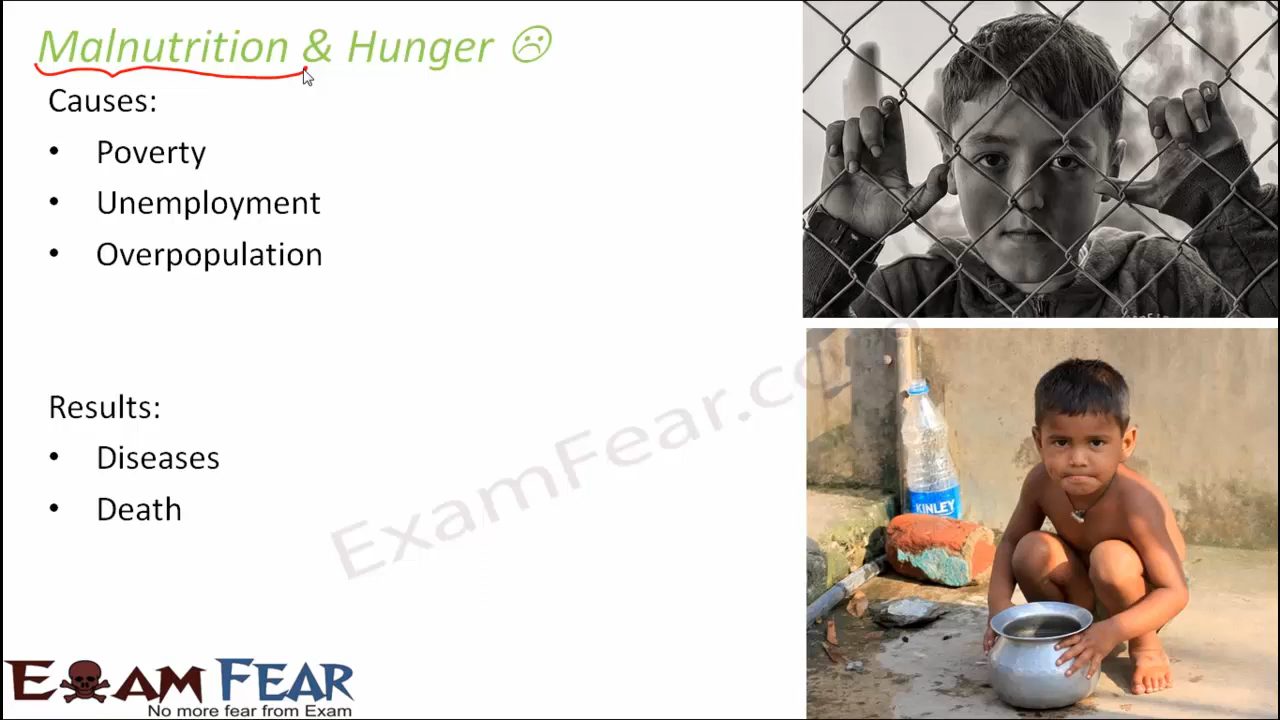 Malnutrition & Hunger ☹
Causes:
• Poverty
• Unemployment
• Overpopulation
Results:
• Diseases
• Death
ExamFear.com
KINLEY
EXAM FEAR
No more fear from Exam